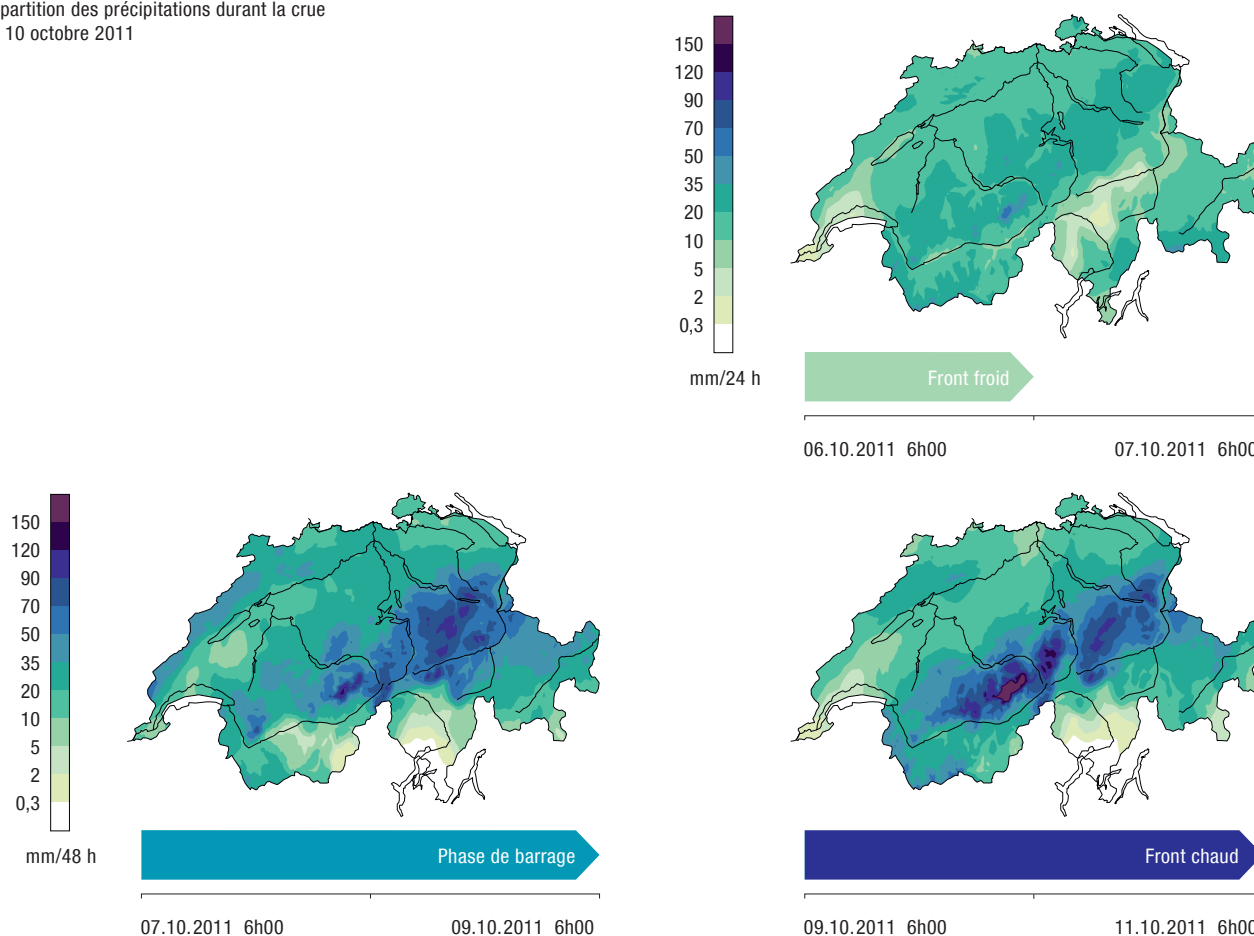 partition des précipitations durant la crue
10 octobre 2011
150
120
90
70
50
35
20
10
5
2
0,3
mm/24 h
Front froid
06.10.2011 6h00
07.10.2011 6h00
150
120
90
70
50
35
20
10
5
2
0,3
mm/48 h
Phase de barrage
07.10.2011 6h00
09.10.2011 6h00
Front chaud
09.10.2011 6h00
11.10.2011 6h00